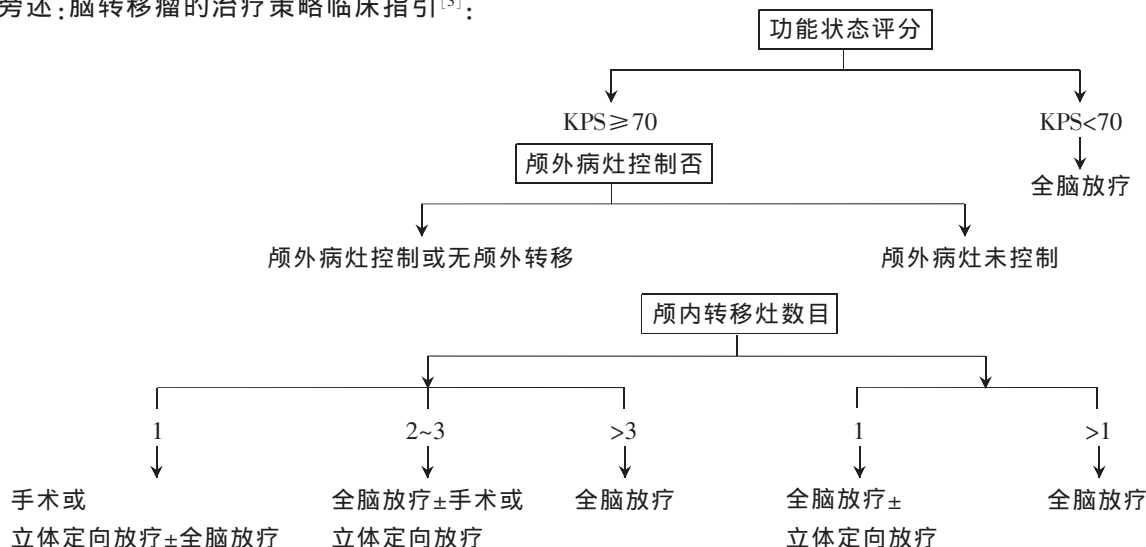 旁述:脑转移瘤的治疗策略临床指引[3]:
功能状态评分
KPS≥70
KPS<70
颅外病灶控制否
全脑放疗
颅外病灶控制或无颅外转移
颅外病灶未控制
颅内转移灶数目
1
2~3
>3
1
>1
手术或
立体定向放疗±全脑放疗
全脑放疗±手术或
立体定向放疗
全脑放疗
全脑放疗±
立体定向放疗
全脑放疗